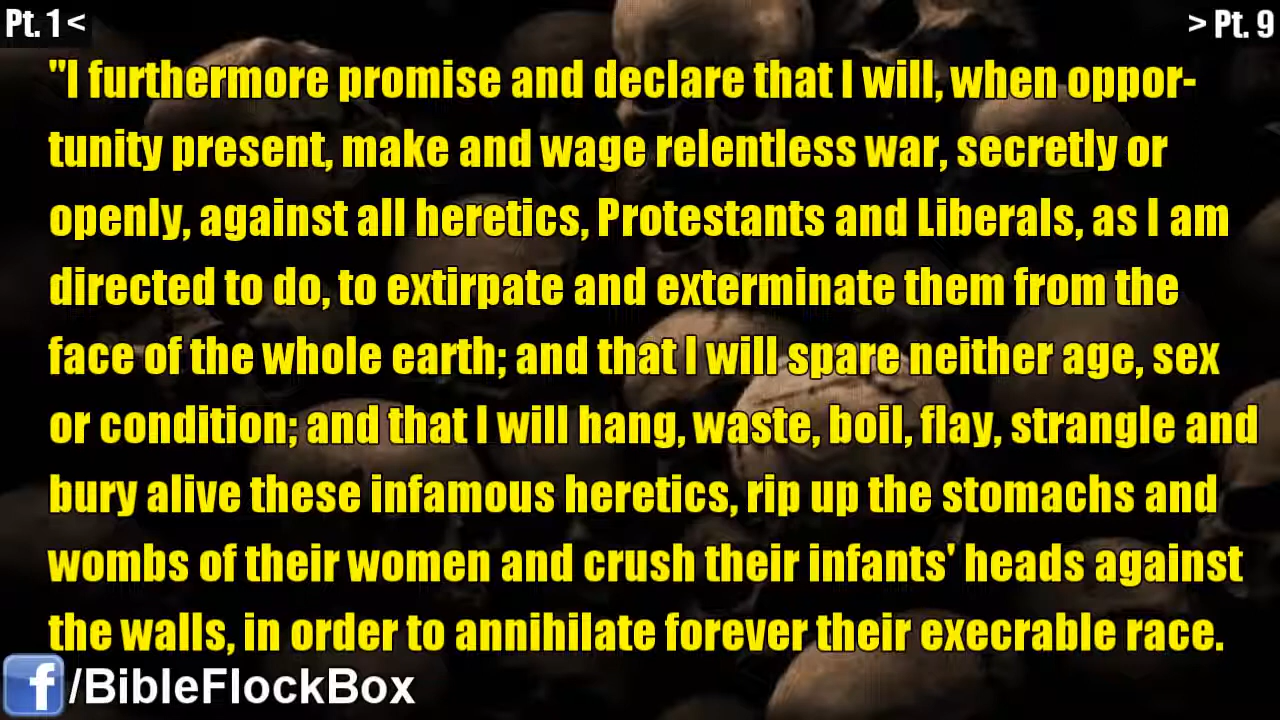 Pt. 1 <
> Pt. 9
"I furthermore promise and declare that I will, when oppor-
tunity present, make and wage relentless war, secretly or
openly, against all heretics, Protestants and Liberals, as I am
directed to do, to extirpate and exterminate them from the
face of the whole earth; and that I will spare neither age, sex
or condition; and that I will hang, waste, boil, flay, strangle and
bury alive these infamous heretics, rip up the stomachs and
wombs of their women and crush their infants' heads against
the walls, in order to annihilate forever their execrable race.
f /BibleFlockBox